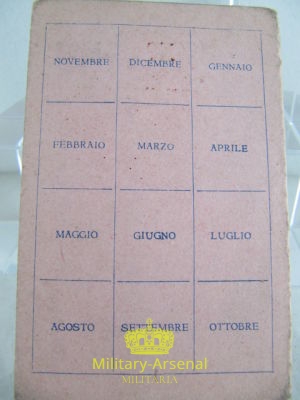 NOVEMBRE DICEMBRE GENNAIO
FEBBRAIO MARZO APRILE
MAGGIO GIUGNO LUGLIO
AGOSTO SETTEMBRE OTTOBRE
Military-Arsenal
MILITARIA